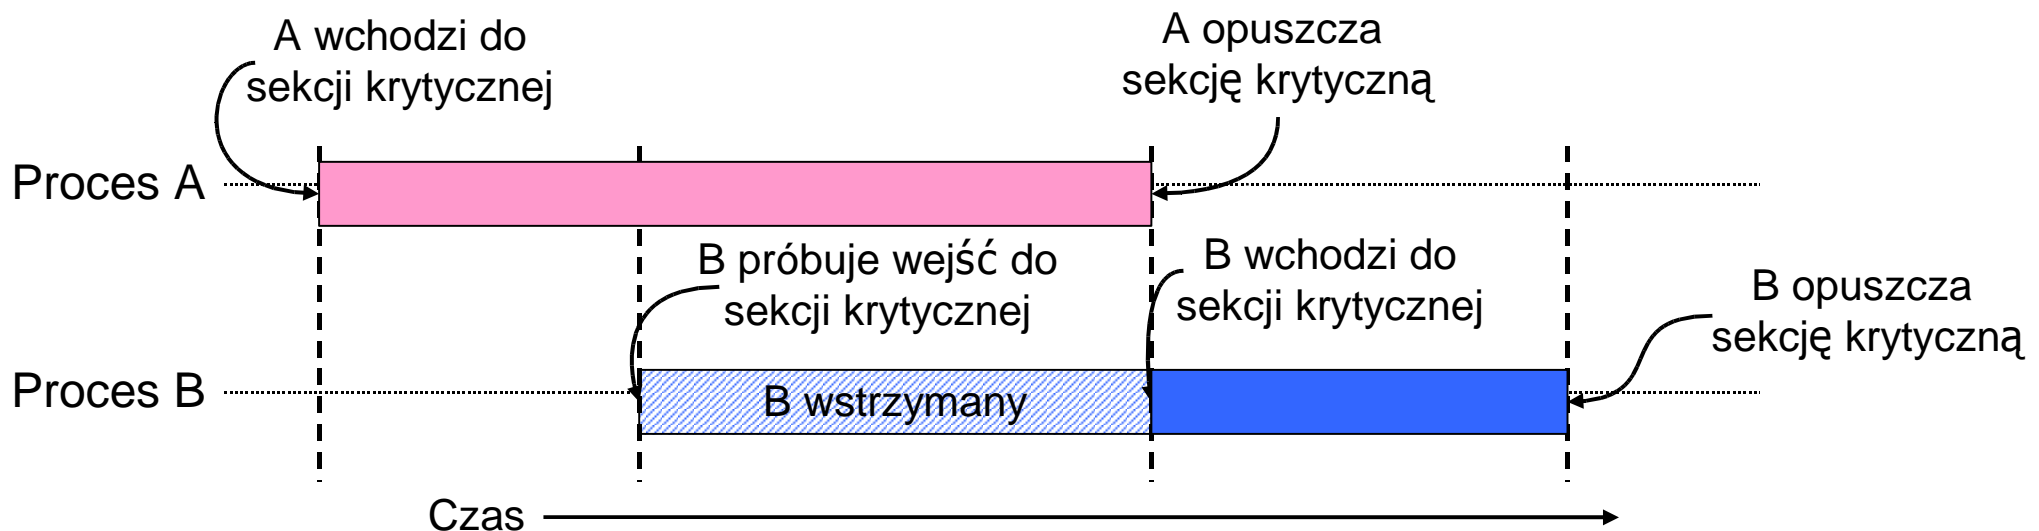 A wchodzi do
sekcji krytycznej
A opuszcza
sekcję krytyczną
Proces A
B próbuje wejść do
sekcji krytycznej
B wchodzi do
sekcji krytycznej
B opuszcza
sekcję krytyczną
Proces B
B wstrzymany
Czas